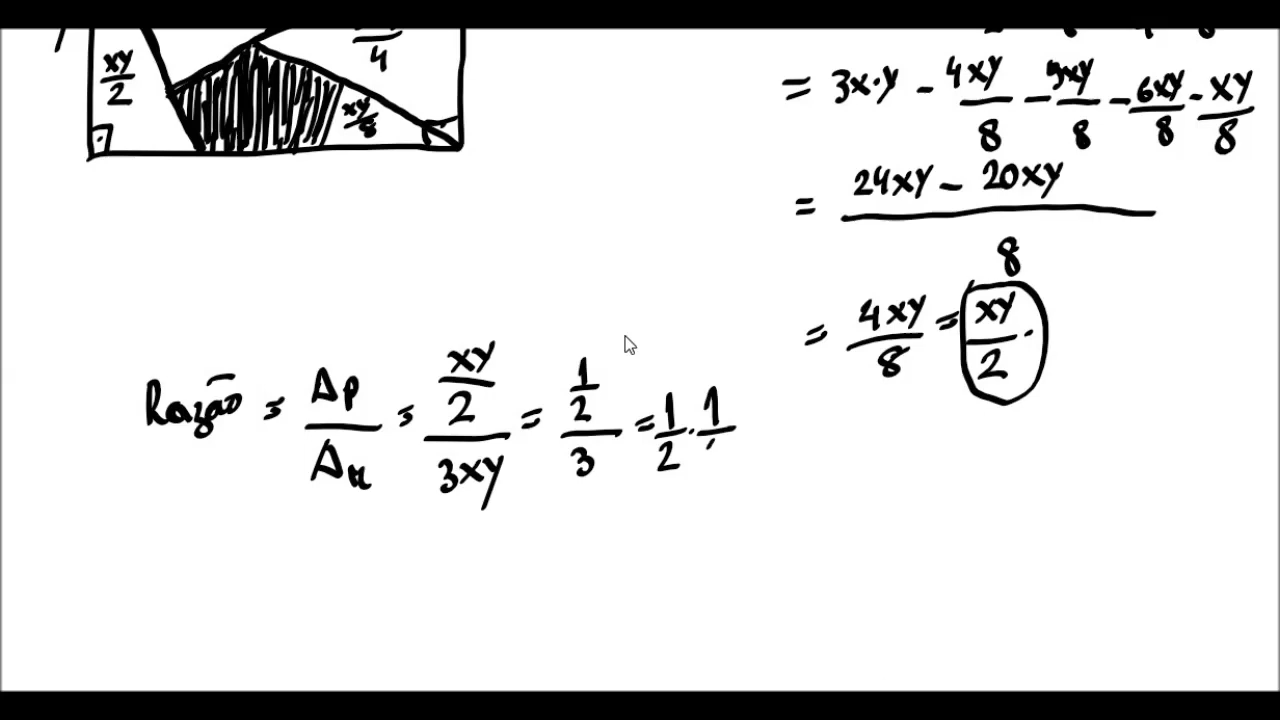 xy/2
4
xy/8
= 3x·y - 4xy/8 - 9xy/8 - 6xy/8 - xy/8
= 24xy - 20xy / 8
= 4xy/8 = xy/2.
Razão = Ap/Ar = xy/2 / 3xy = 1/2 / 3 = 1/2 · 1/